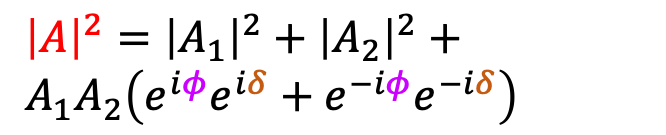 |A|² = |A₁|² + |A₂|² +
A₁A₂(e^{iϕ}e^{iδ} + e^{−iϕ}e^{−iδ})